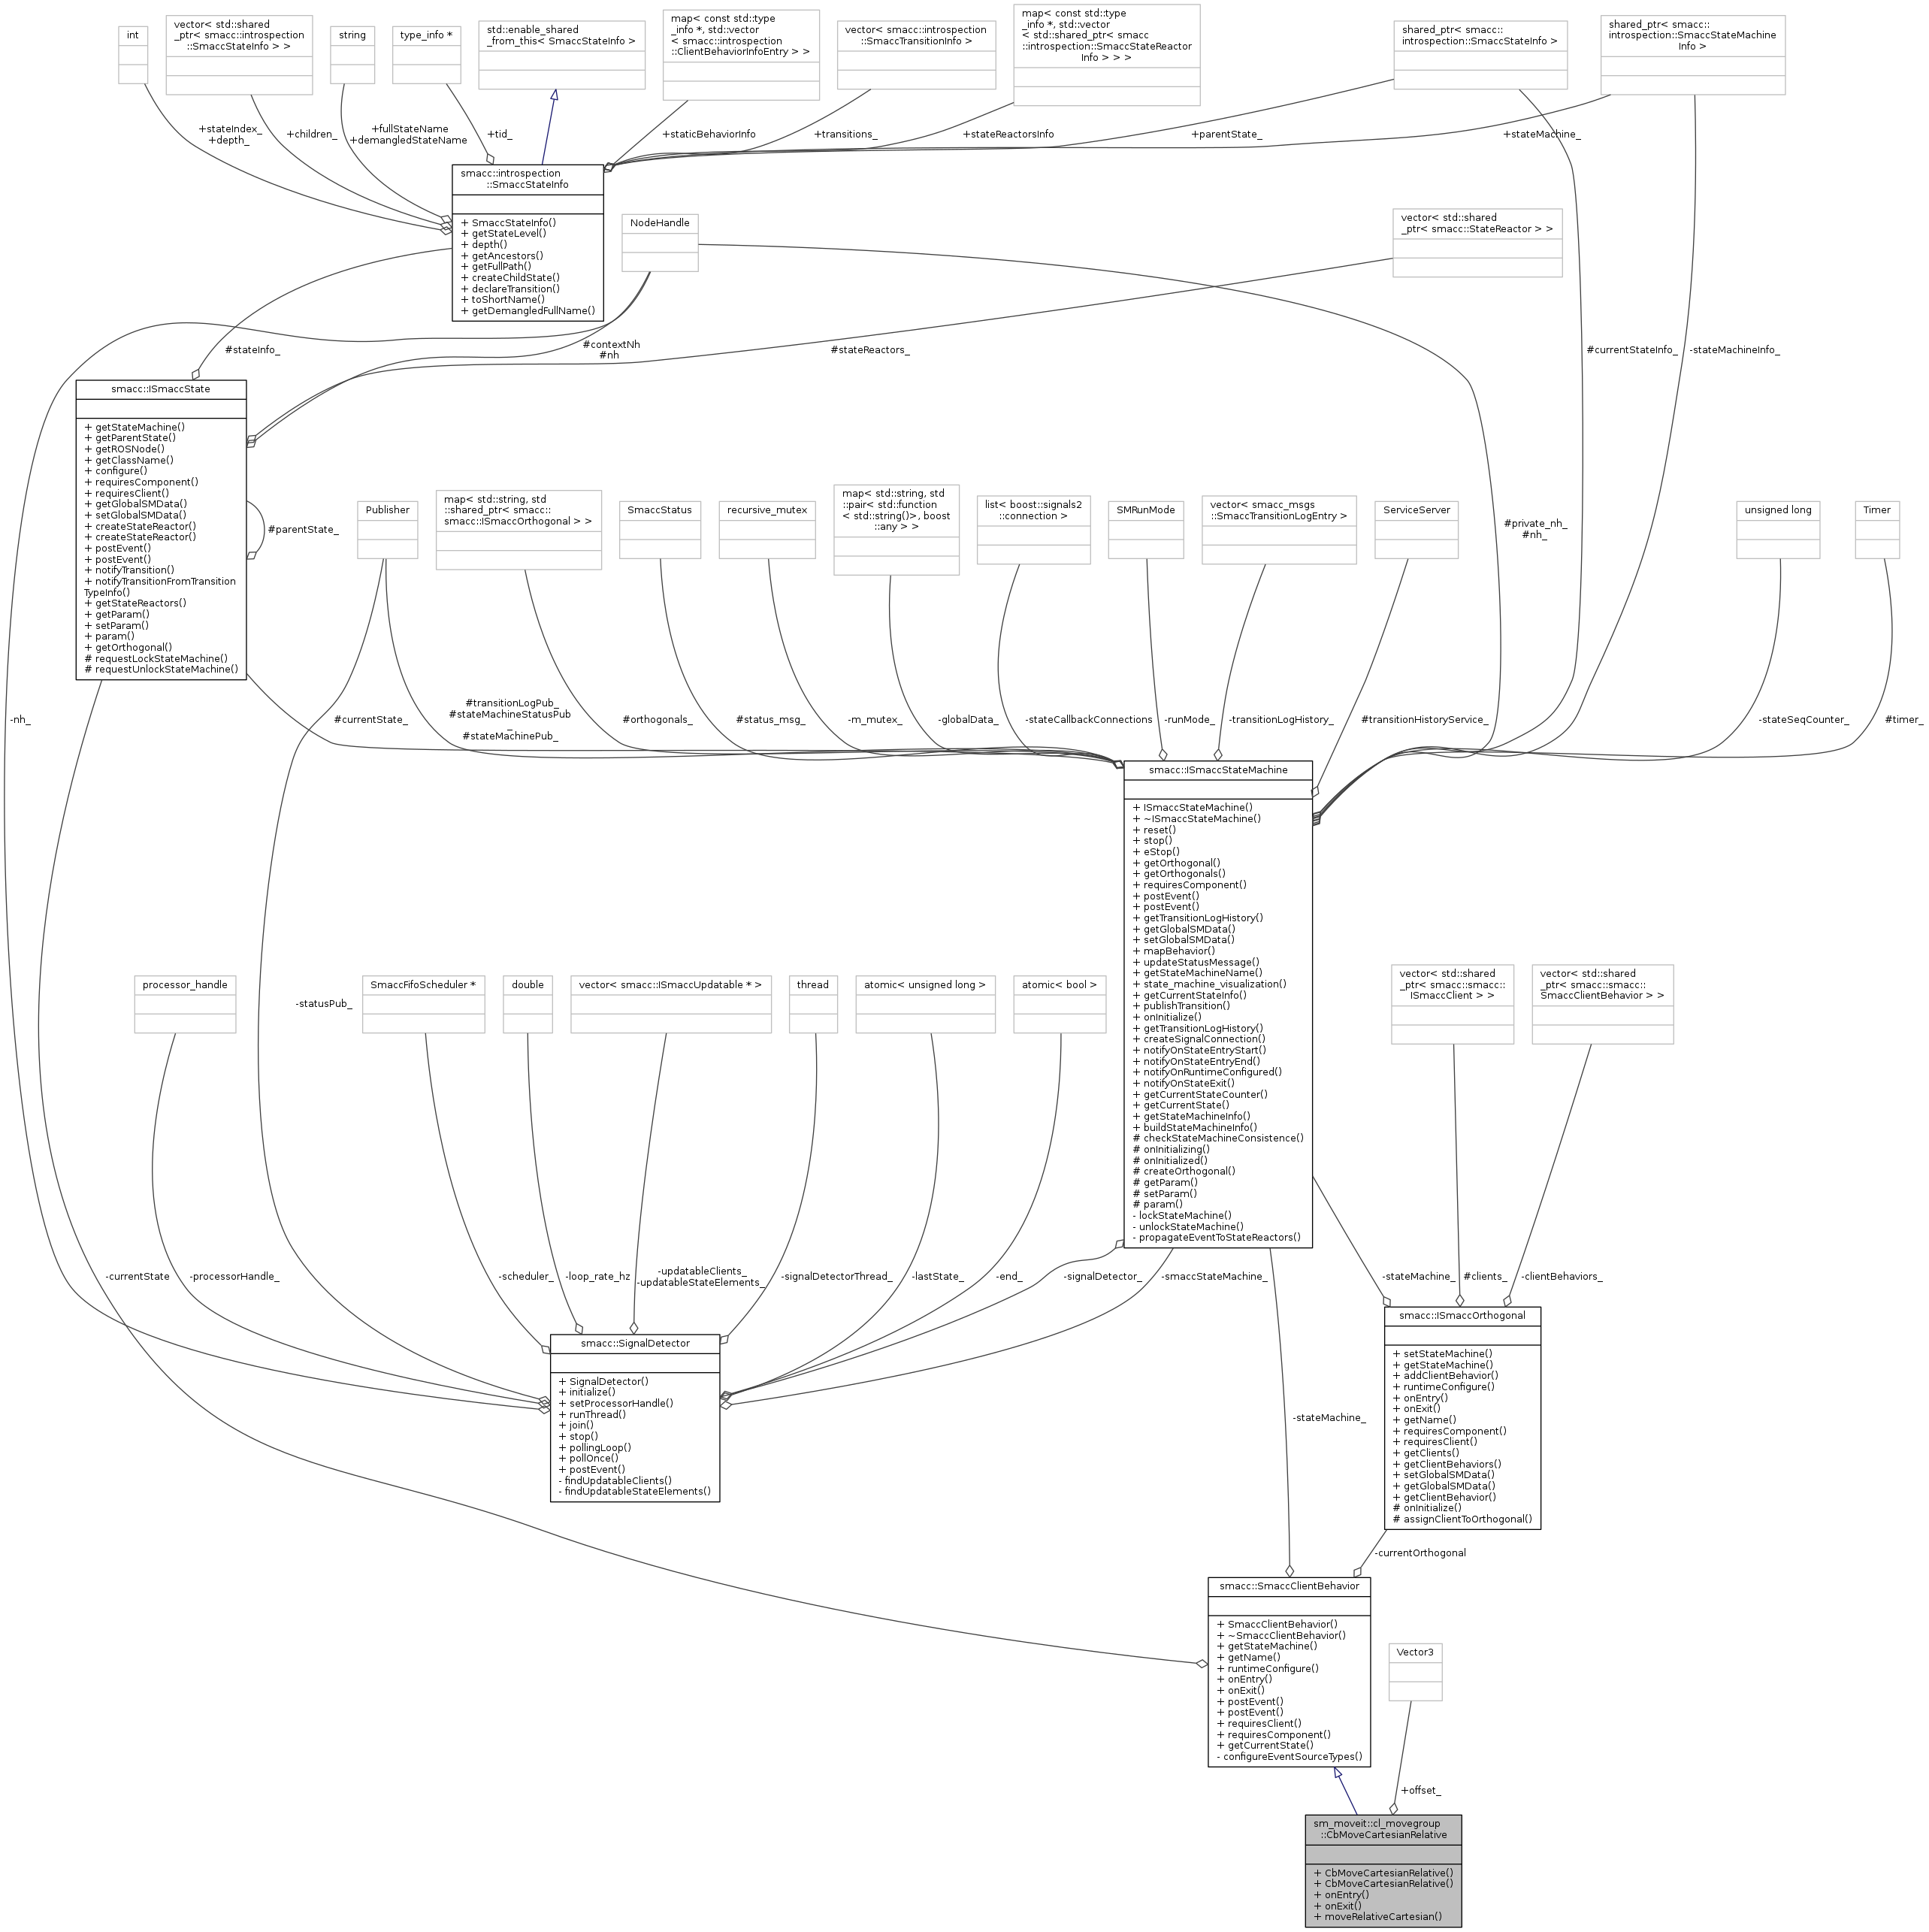 int
vector< std::shared
_ptr< smacc::introspection
::SmaccStateInfo > >
string
type_info *
std::enable_shared
_from_this< SmaccStateInfo >
map< const std::type
_info *, std::vector
< smacc::introspection
::ClientBehaviorInfoEntry > >
vector< smacc::introspection
::SmaccTransitionInfo >
map< const std::type
_info *, std::vector
< std::shared_ptr< smacc
::introspection::SmaccStateReactor
Info > > >
shared_ptr< smacc::
introspection::SmaccStateInfo >
shared_ptr< smacc::
introspection::SmaccStateMachine
Info >
+stateIndex_
+depth_
+children_
+fullStateName
+demangledStateName
+tid_
+staticBehaviorInfo
+transitions_
+stateReactorsInfo
+parentState_
+stateMachine_
smacc::introspection
::SmaccStateInfo
+ SmaccStateInfo()
+ getStateLevel()
+ depth()
+ getAncestors()
+ getFullPath()
+ createChildState()
+ declareTransition()
+ toShortName()
+ getDemangledFullName()
NodeHandle
vector< std::shared
_ptr< smacc::StateReactor > >
#stateInfo_
#contextNh
#nh
#stateReactors_
#currentStateInfo_
-stateMachineInfo_
smacc::ISmaccState
+ getStateMachine()
+ getParentState()
+ getROSNode()
+ getClassName()
+ configure()
+ requiresComponent()
+ requiresClient()
+ getGlobalSMData()
+ setGlobalSMData()
+ createStateReactor()
+ createStateReactor()
+ postEvent()
+ postEvent()
+ notifyTransition()
+ notifyTransitionFromTransition
TypeInfo()
+ getStateReactors()
+ getParam()
+ setParam()
+ param()
+ getOrthogonal()
# requestLockStateMachine()
# requestUnlockStateMachine()
#parentState_
Publisher
map< std::string, std
::shared_ptr< smacc::
smacc::ISmaccOrthogonal > >
SmaccStatus
recursive_mutex
map< std::string, std
::pair< std::function
< std::string()>, boost
::any > >
list< boost::signals2
::connection >
SMRunMode
vector< smacc_msgs
::SmaccTransitionLogEntry >
ServiceServer
#private_nh_
#nh_
unsigned long
Timer
-nh_
#currentState_
#transitionLogPub_
#stateMachineStatusPub
_
#stateMachinePub_
#orthogonals_
#status_msg_
-m_mutex_
-globalData_
-stateCallbackConnections
-runMode_
-transitionLogHistory_
#transitionHistoryService_
-stateSeqCounter_
#timer_
smacc::ISmaccStateMachine
+ ISmaccStateMachine()
+ ~ISmaccStateMachine()
+ reset()
+ stop()
+ eStop()
+ getOrthogonal()
+ getOrthogonals()
+ requiresComponent()
+ postEvent()
+ postEvent()
+ getTransitionLogHistory()
+ getGlobalSMData()
+ setGlobalSMData()
+ mapBehavior()
+ updateStatusMessage()
+ getStateMachineName()
+ state_machine_visualization()
+ getCurrentStateInfo()
+ publishTransition()
+ onInitialize()
+ getTransitionLogHistory()
+ createSignalConnection()
+ notifyOnStateEntryStart()
+ notifyOnStateEntryEnd()
+ notifyOnRuntimeConfigured()
+ notifyOnStateExit()
+ getCurrentStateCounter()
+ getCurrentState()
+ getStateMachineInfo()
+ buildStateMachineInfo()
# checkStateMachineConsistence()
# onInitializing()
# onInitialized()
# createOrthogonal()
# getParam()
# setParam()
# param()
- lockStateMachine()
- unlockStateMachine()
- propagateEventToStateReactors()
processor_handle
-statusPub_
SmaccFifoScheduler *
double
vector< smacc::ISmaccUpdatable * >
thread
atomic< unsigned long >
atomic< bool >
vector< std::shared
_ptr< smacc::smacc::
ISmaccClient > >
vector< std::shared
_ptr< smacc::smacc::
SmaccClientBehavior > >
-currentState
-processorHandle_
-scheduler_
-loop_rate_hz
-updatableClients_
-updatableStateElements_
-signalDetectorThread_
-lastState_
-end_
-signalDetector_
-smaccStateMachine_
-stateMachine_
#clients_
-clientBehaviors_
smacc::SignalDetector
+ SignalDetector()
+ initialize()
+ setProcessorHandle()
+ runThread()
+ join()
+ stop()
+ pollingLoop()
+ pollOnce()
+ postEvent()
- findUpdatableClients()
- findUpdatableStateElements()
-stateMachine_
smacc::ISmaccOrthogonal
+ setStateMachine()
+ getStateMachine()
+ addClientBehavior()
+ runtimeConfigure()
+ onEntry()
+ onExit()
+ getName()
+ requiresComponent()
+ requiresClient()
+ getClients()
+ getClientBehaviors()
+ setGlobalSMData()
+ getGlobalSMData()
+ getClientBehavior()
# onInitialize()
# assignClientToOrthogonal()
-currentOrthogonal
smacc::SmaccClientBehavior
+ SmaccClientBehavior()
+ ~SmaccClientBehavior()
+ getStateMachine()
+ getName()
+ runtimeConfigure()
+ onEntry()
+ onExit()
+ postEvent()
+ postEvent()
+ requiresClient()
+ requiresComponent()
+ getCurrentState()
- configureEventSourceTypes()
Vector3
+offset_
sm_moveit::cl_movegroup
::CbMoveCartesianRelative
+ CbMoveCartesianRelative()
+ CbMoveCartesianRelative()
+ onEntry()
+ onExit()
+ moveRelativeCartesian()